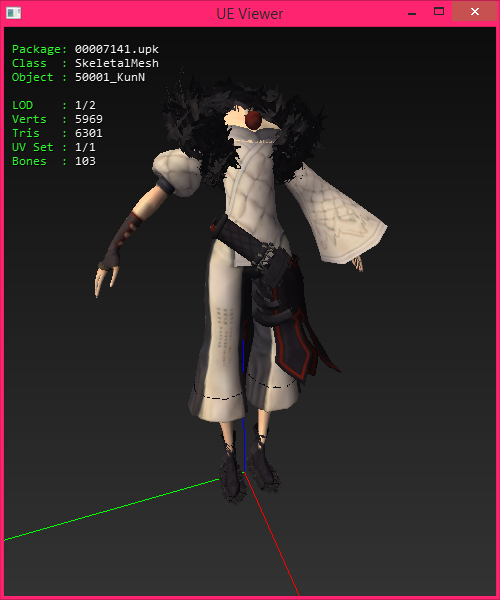 UE Viewer
Package: 00007141.upk
Class  : SkeletalMesh
Object : 50001_KunN
LOD    : 1/2
Verts  : 5969
Tris   : 6301
UV Set : 1/1
Bones  : 103